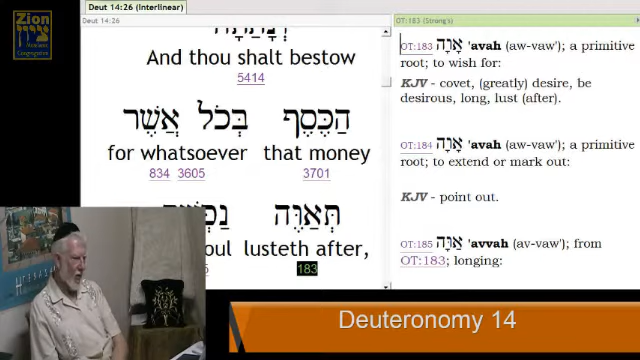 Deut 14:26 (Interlinear)
OT:183 (Strong's)
Zion
Messianic
Congregation
And thou shalt bestow
5414
הַכֶּסֶף בְּכֹל אֲשֶׁר
for whatsoever that money
834 3605 3701
תְּאַוֶּה
lusteth after,
183
OT:183 אָוָה 'avah (aw-vaw'); a primitive
root; to wish for:
KJV - covet, (greatly) desire, be
desirous, long, lust (after).
OT:184 אָוָה 'avah (aw-vaw'); a primitive
root; to extend or mark out:
KJV - point out.
OT:185 אַוָּה 'avvah (av-vaw'); from
OT:183; longing:
Deuteronomy 14